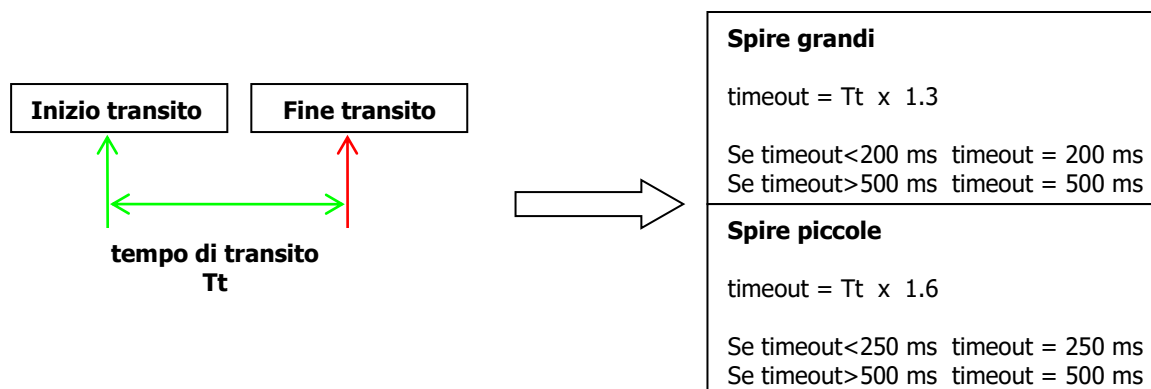 Inizio transito
Fine transito
tempo di transito
Tt
Spire grandi
timeout = Tt x 1.3
Se timeout<200 ms timeout = 200 ms
Se timeout>500 ms timeout = 500 ms
Spire piccole
timeout = Tt x 1.6
Se timeout<250 ms timeout = 250 ms
Se timeout>500 ms timeout = 500 ms